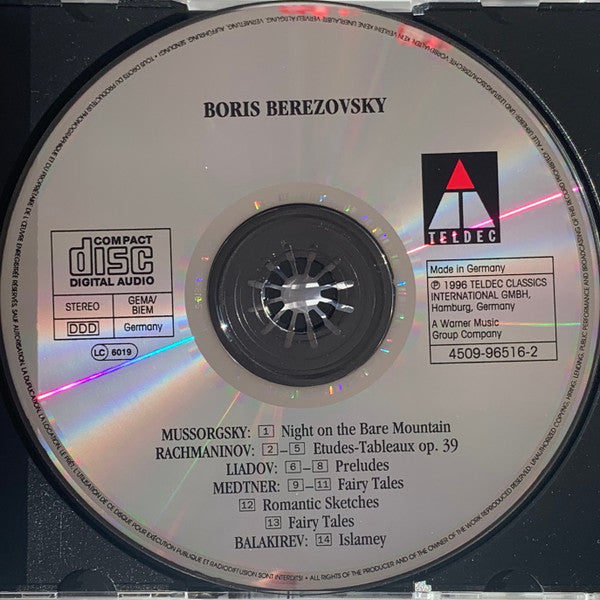 BORIS BEREZOVSKY
COMPACT
disc
DIGITAL AUDIO
STEREO
GEMA/
BIEM
DDD
Germany
LC 6019
TELDEC
Made in Germany
℗ 1996 TELDEC CLASSICS
INTERNATIONAL GMBH,
Hamburg, Germany
A Warner Music
Group Company
4509-96516-2
MUSSORGSKY: 1 Night on the Bare Mountain
RACHMANINOV: 2–5 Etudes-Tableaux op. 39
LIADOV: 6–8 Preludes
MEDTNER: 9–11 Fairy Tales
12 Romantic Sketches
13 Fairy Tales
BALAKIREV: 14 Islamey